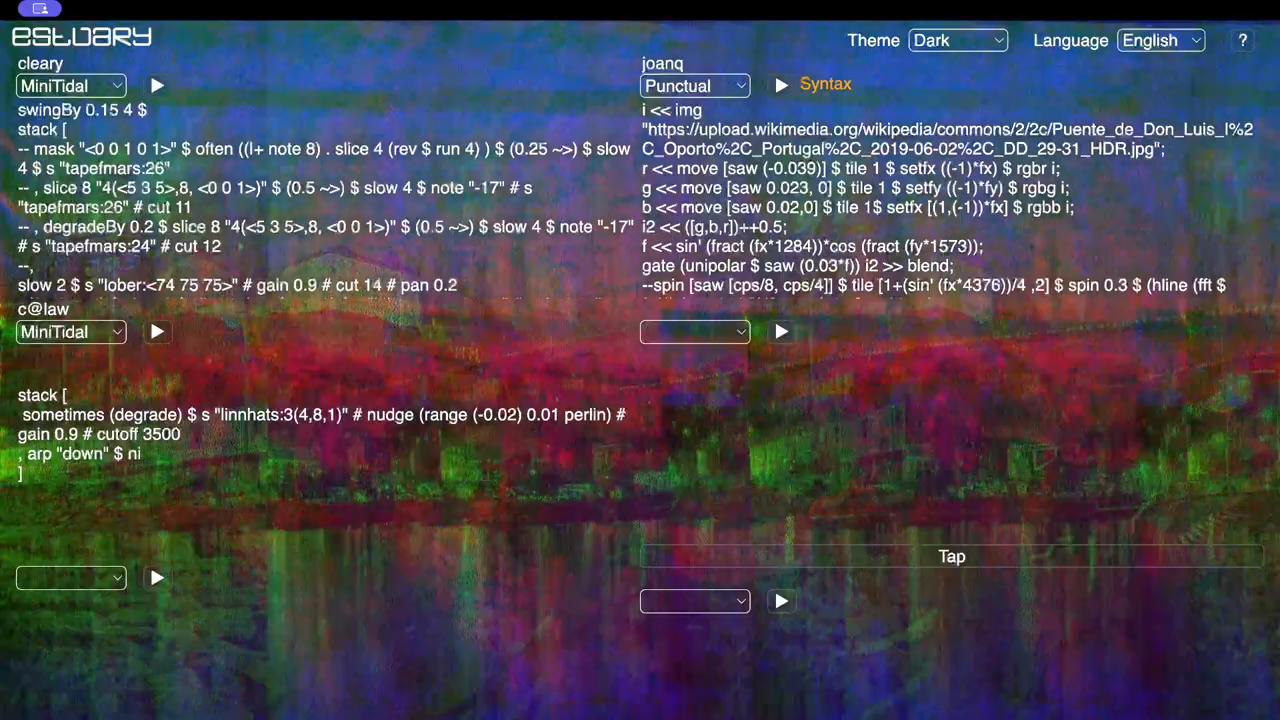 estuary
Theme Dark Language English ?
cleary
MiniTidal
swingBy 0.15 4 $
stack [
-- mask "<0 0 1 0 1>" $ often ((|+ note 8) . slice 4 (rev $ run 4) ) $ (0.25 ~>) $ slow
4 $ s "tapefmars:26"
-- , slice 8 "4(<5 3 5>,8, <0 0 1>)" $ (0.5 ~>) $ slow 4 $ note "-17" # s
"tapefmars:26" # cut 11
-- , degradeBy 0.2 $ slice 8 "4(<5 3 5>,8, <0 0 1>)" $ (0.5 ~>) $ slow 4 $ note "-17"
# s "tapefmars:24" # cut 12
--,
slow 2 $ s "lober:<74 75 75>" # gain 0.9 # cut 14 # pan 0.2
joanq
Punctual
Syntax
i << img
"https://upload.wikimedia.org/wikipedia/commons/2/2c/Puente_de_Don_Luis_I%2
C_Oporto%2C_Portugal%2C_2019-06-02%2C_DD_29-31_HDR.jpg";
r << move [saw (-0.039)] $ tile 1 $ setfx ((-1)*fx) $ rgbr i;
g << move [saw 0.023, 0] $ tile 1 $ setfy ((-1)*fy) $ rgbg i;
b << move [saw 0.02,0] $ tile 1$ setfx [(1,(-1))*fx] $ rgbb i;
i2 << ([g,b,r])++0.5;
f << sin' (fract (fx*1284))*cos (fract (fy*1573));
gate (unipolar $ saw (0.03*f)) i2 >> blend;
--spin [saw [cps/8, cps/4]] $ tile [1+(sin' (fx*4376))/4 ,2] $ spin 0.3 $ (hline (fft $
c@law
MiniTidal
stack [
sometimes (degrade) $ s "linnhats:3(4,8,1)" # nudge (range (-0.02) 0.01 perlin) #
gain 0.9 # cutoff 3500
, arp "down" $ ni
]
Tap